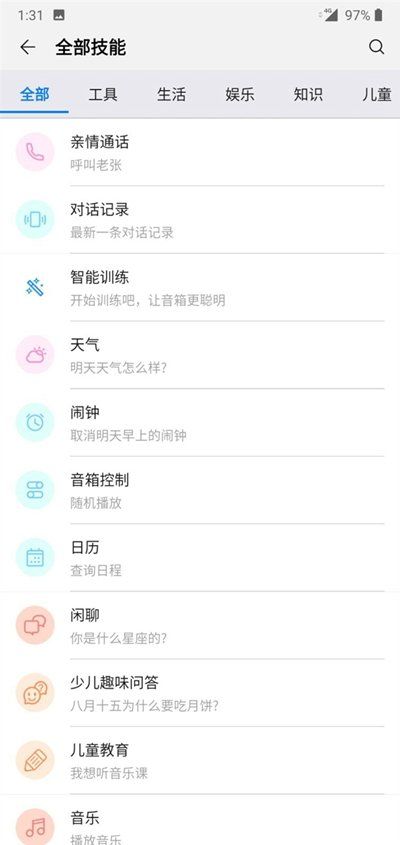 1:31
4G
97%
全部技能
全部 工具 生活 娱乐 知识 儿童
亲情通话
呼叫老张
对话记录
最新一条对话记录
智能训练
开始训练吧，让音箱更聪明
天气
明天天气怎么样?
闹钟
取消明天早上的闹钟
音箱控制
随机播放
日历
查询日程
闲聊
你是什么星座的?
少儿趣味问答
八月十五为什么要吃月饼?
儿童教育
我想听音乐课
音乐
播放音乐